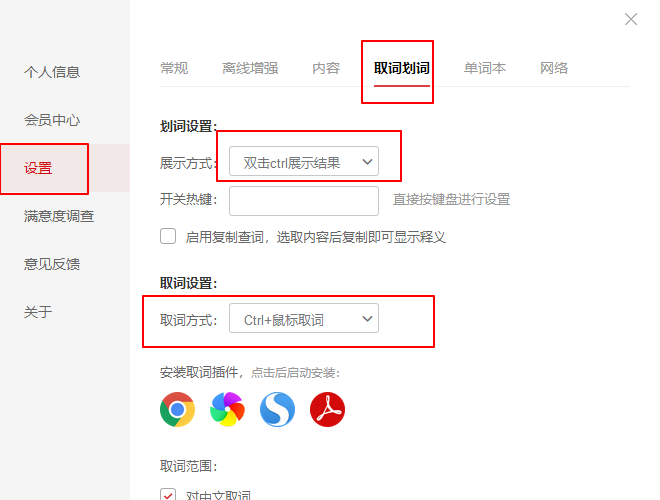 个人信息
会员中心
设置
满意度调查
意见反馈
关于
常规 离线增强 内容 取词划词 单词本 网络
划词设置:
展示方式: 双击ctrl展示结果
开关热键: 直接按键盘进行设置
启用复制查词，选取内容后复制即可显示释义
取词设置:
取词方式: Ctrl+鼠标取词
安装取词插件，点击后启动安装:
取词范围:
对中文取词